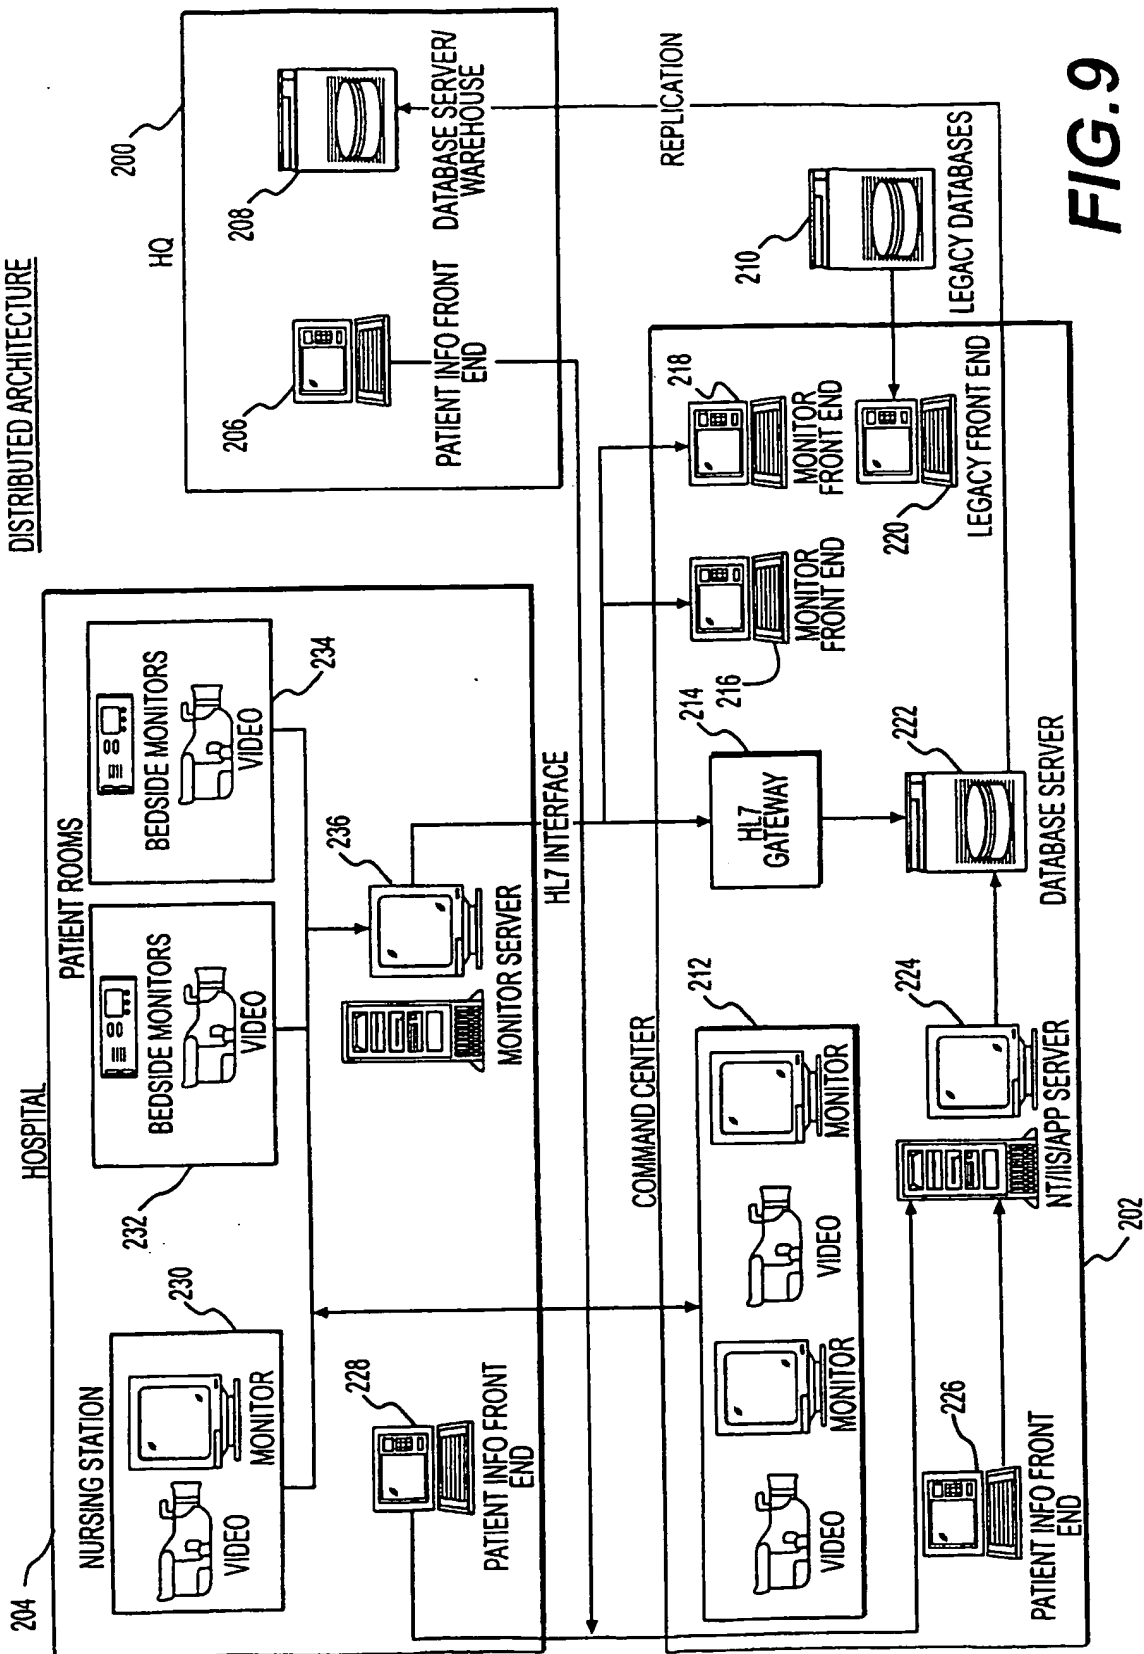 DISTRIBUTED ARCHITECTURE
204
HOSPITAL
NURSING STATION
230
VIDEO
MONITOR
PATIENT ROOMS
232
BEDSIDE MONITORS
VIDEO
BEDSIDE MONITORS
VIDEO
234
228
PATIENT INFO FRONT
END
236
MONITOR SERVER
HL7 INTERFACE
200
HQ
206
PATIENT INFO FRONT
END
208
DATABASE SERVER/
WAREHOUSE
REPLICATION
COMMAND CENTER
212
VIDEO
MONITOR
VIDEO
MONITOR
214
HL7
GATEWAY
216
MONITOR
FRONT END
218
MONITOR
FRONT END
210
LEGACY DATABASES
220
LEGACY FRONT END
226
PATIENT INFO FRONT
END
224
NT/IIS/APP SERVER
222
DATABASE SERVER
202
FIG.9